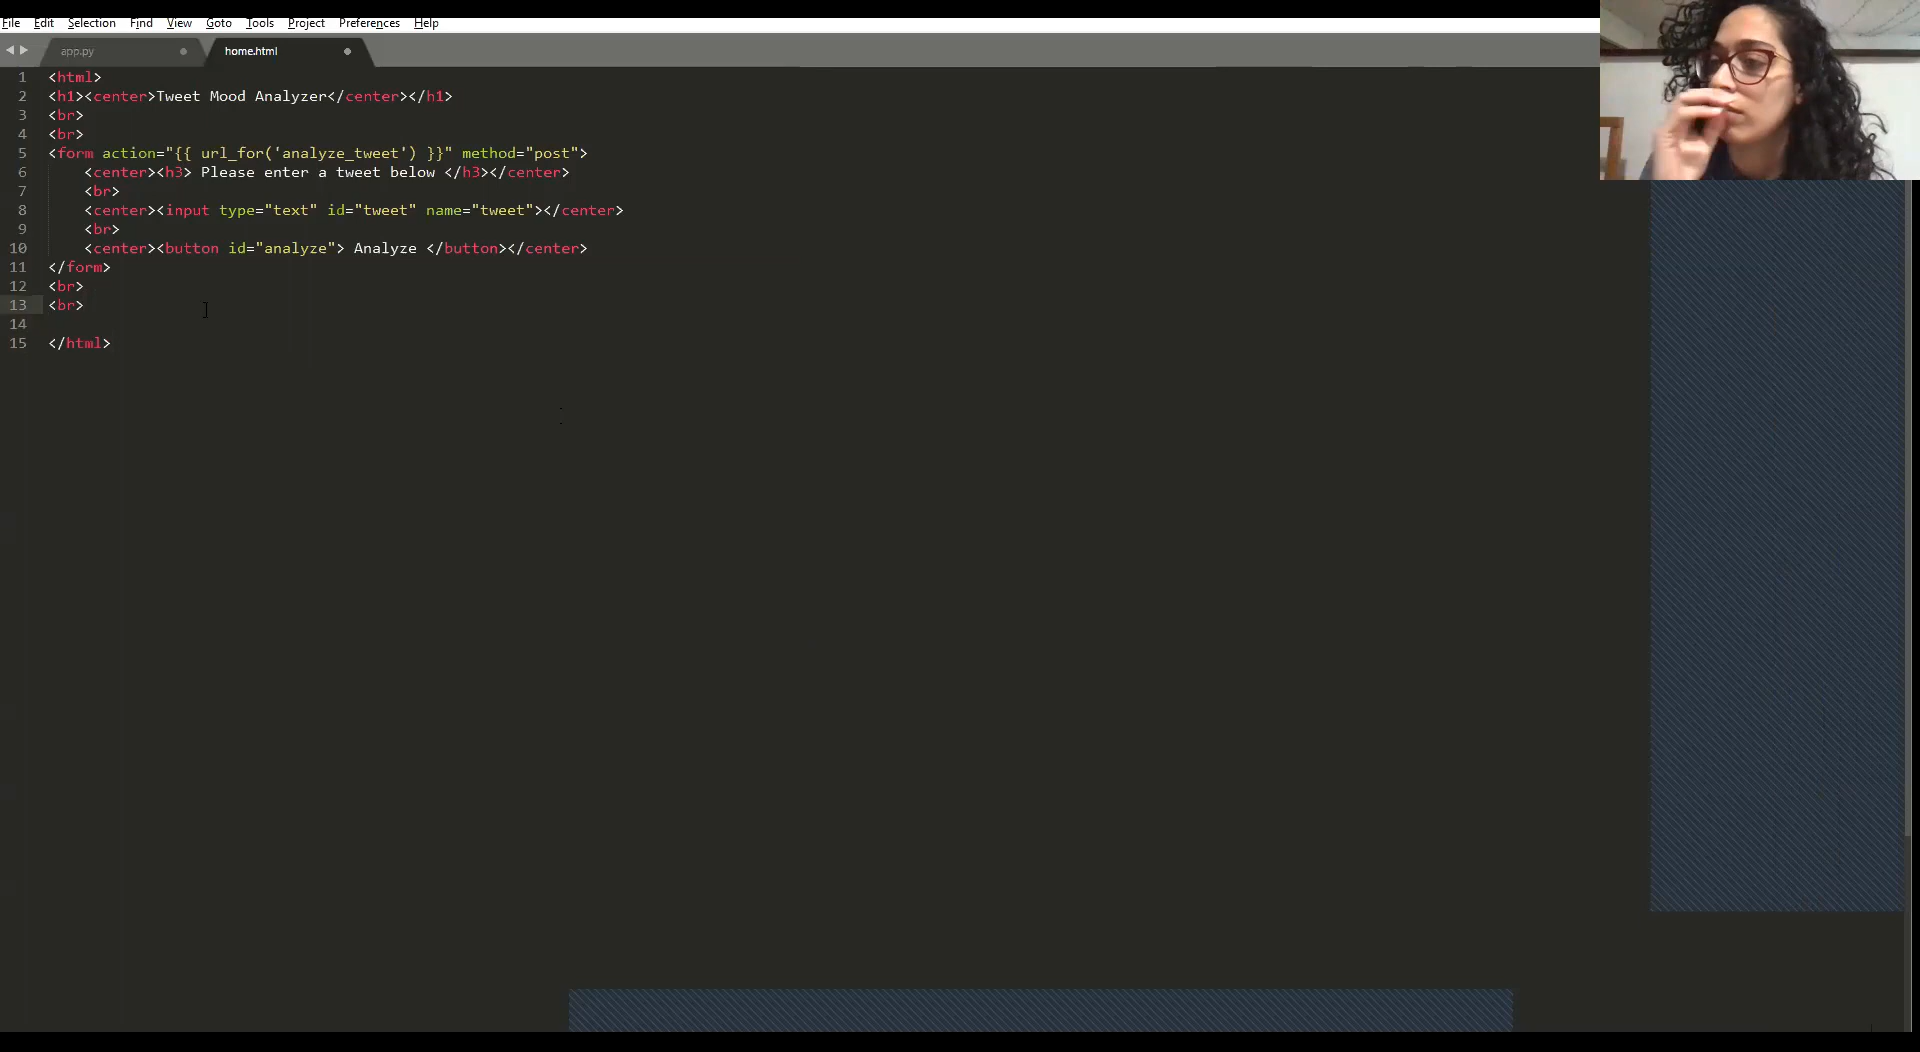 File Edit Selection Find View Goto Tools Project Preferences Help
app.py home.html
1 <html>
2 <h1><center>Tweet Mood Analyzer</center></h1>
3 <br>
4 <br>
5 <form action="{{ url_for('analyze_tweet') }}" method="post">
6 <center><h3> Please enter a tweet below </h3></center>
7 <br>
8 <center><input type="text" id="tweet" name="tweet"></center>
9 <br>
10 <center><button id="analyze"> Analyze </button></center>
11 </form>
12 <br>
13 <br>
14
15 </html>